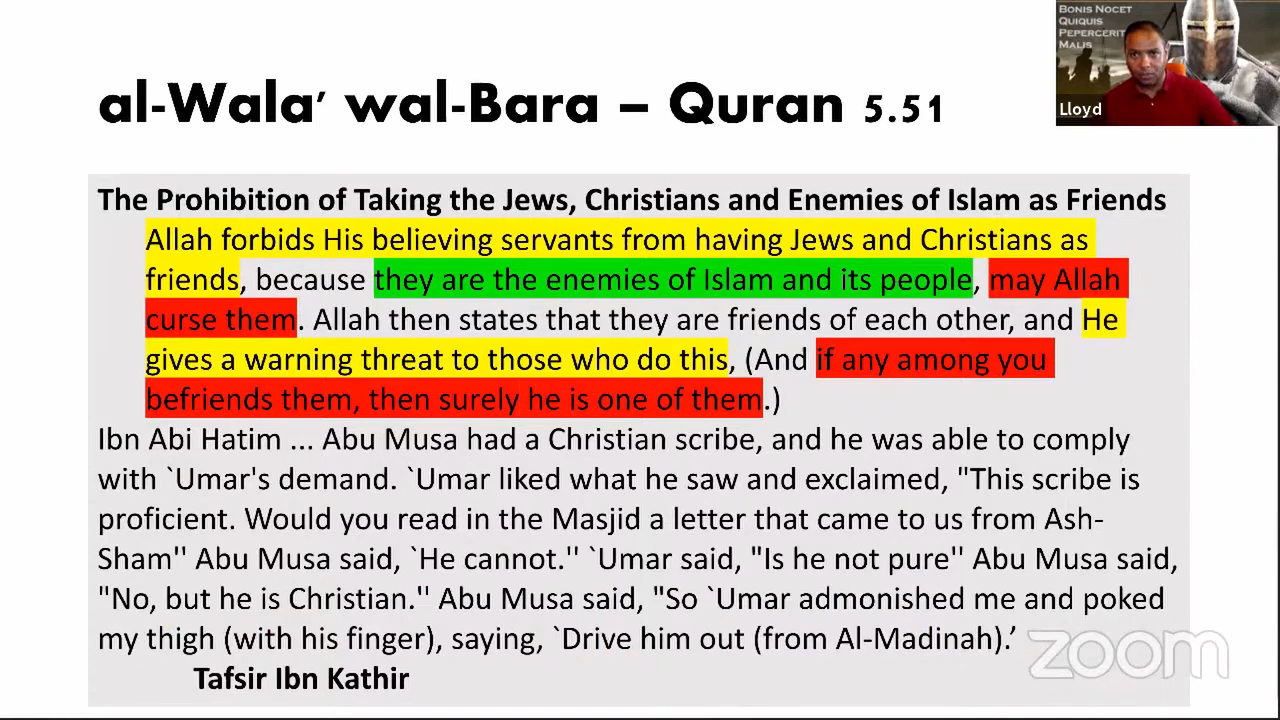 BONIS NOCET
QUIQUIS
PEPERCERIT
MALIS
Lloyd
al-Wala' wal-Bara – Quran 5.51
The Prohibition of Taking the Jews, Christians and Enemies of Islam as Friends
Allah forbids His believing servants from having Jews and Christians as
friends, because they are the enemies of Islam and its people, may Allah
curse them. Allah then states that they are friends of each other, and He
gives a warning threat to those who do this, (And if any among you
befriends them, then surely he is one of them.)
Ibn Abi Hatim ... Abu Musa had a Christian scribe, and he was able to comply
with `Umar's demand. `Umar liked what he saw and exclaimed, "This scribe is
proficient. Would you read in the Masjid a letter that came to us from Ash-
Sham'' Abu Musa said, `He cannot.'' `Umar said, "Is he not pure'' Abu Musa said,
"No, but he is Christian.'' Abu Musa said, "So `Umar admonished me and poked
my thigh (with his finger), saying, `Drive him out (from Al-Madinah).’
Tafsir Ibn Kathir
zoom